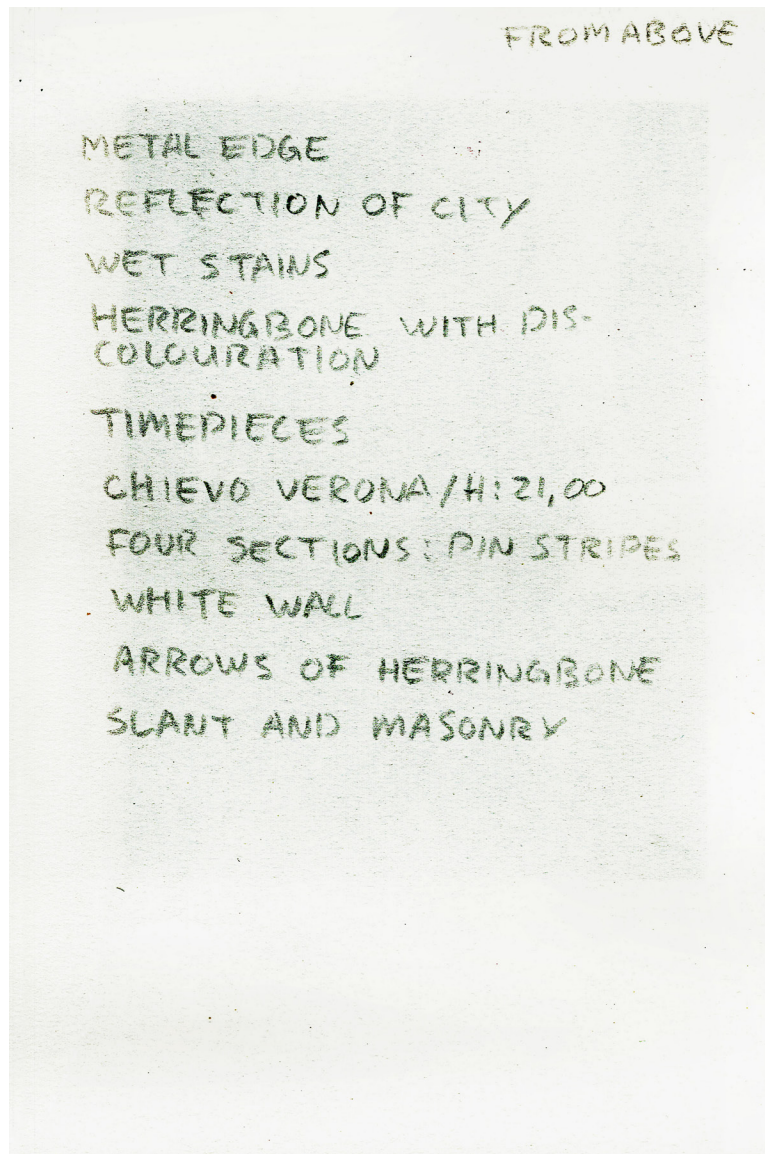 FROM ABOVE
METAL EDGE
REFLECTION OF CITY
WET STAINS
HERRINGBONE WITH DIS-
COLOURATION
TIMEPIECES
CHIEVO VERONA/H:21,00
FOUR SECTIONS: PIN STRIPES
WHITE WALL
ARROWS OF HERRINGBONE
SLANT AND MASONRY